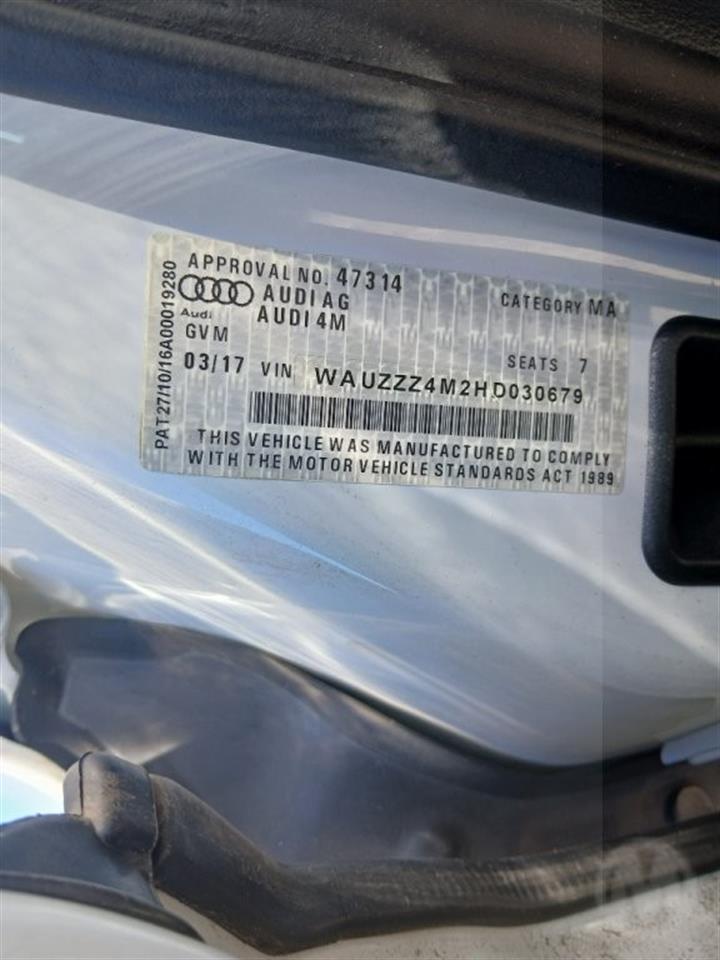 APPROVAL NO. 47314
AUDI AG
CATEGORY MA
Audi
AUDI 4M
GVM
SEATS 7
03/17 VIN WAUZZZ4M2HD030679
THIS VEHICLE WAS MANUFACTURED TO COMPLY
WITH THE MOTOR VEHICLE STANDARDS ACT 1989
PAT27/10/16A00019280